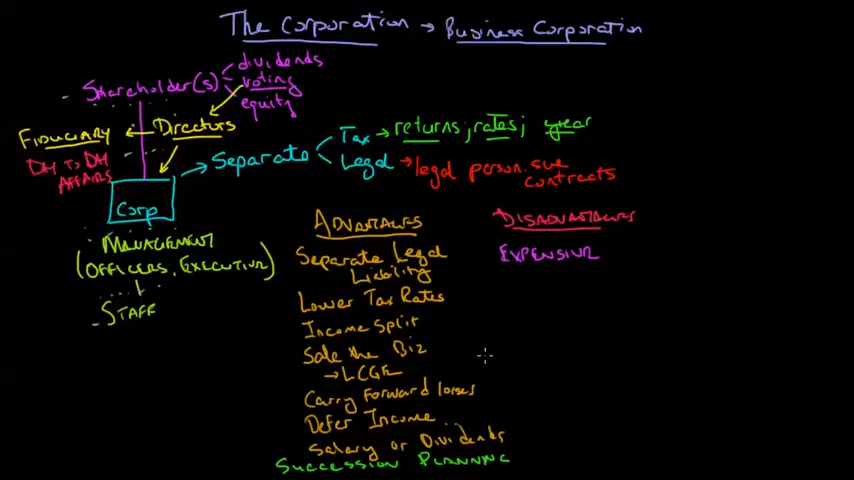 The Corporation → Business Corporation
Shareholder(s)
dividends
voting
equity
Fiduciary ← Directors
Day to Day
Affairs
Corp
→ Separate
Tax → returns; rates; year
Legal → legal person. sue
contracts
Management
(Officers, Executive)
Staff
Advantages
Separate Legal
Liability
Lower Tax Rates
Income Split
Sale the Biz
→ LCGE
Carry Forward losses
Defer Income
Salary or Dividends
Succession Planning
Disadvantages
Expensive